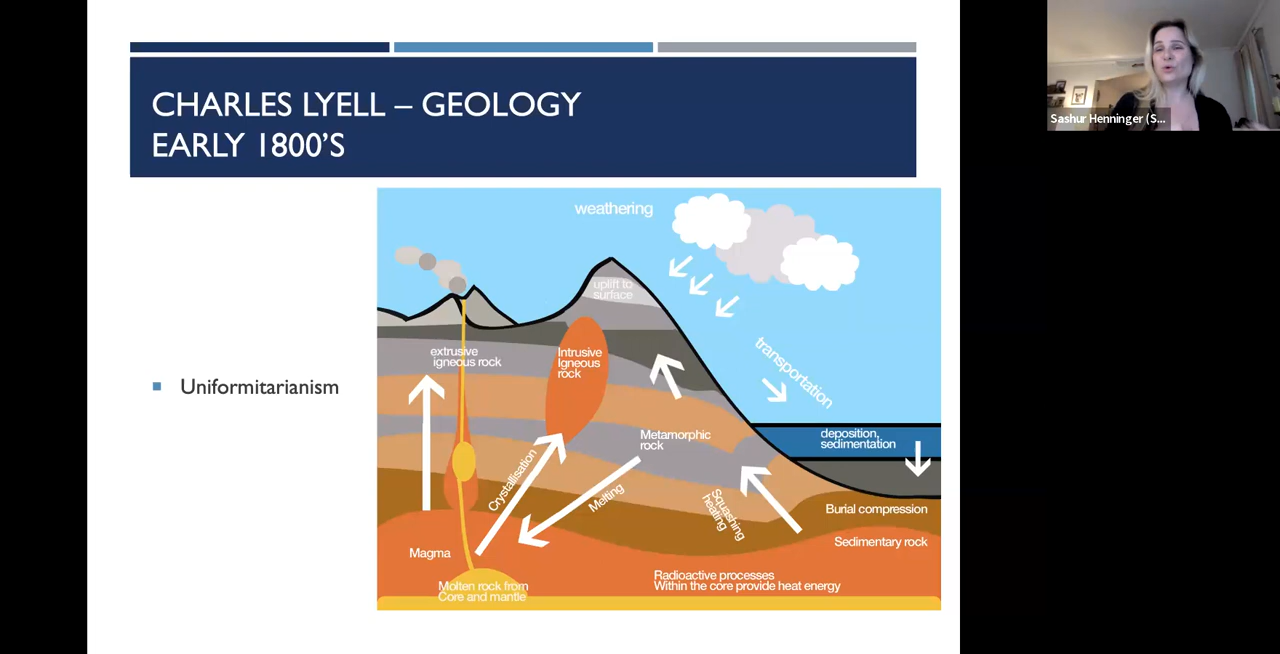 CHARLES LYELL – GEOLOGY
EARLY 1800'S
Sashur Henninger (S...
Uniformitarianism
weathering
uplift to
surface
extrusive
igneous rock
Intrusive
Igneous
rock
transportation
deposition,
sedimentation
Metamorphic
rock
Crystallisation
Melting
Squashing
heating
Burial compression
Sedimentary rock
Magma
Molten rock from
Core and mantle
Radioactive processes
Within the core provide heat energy